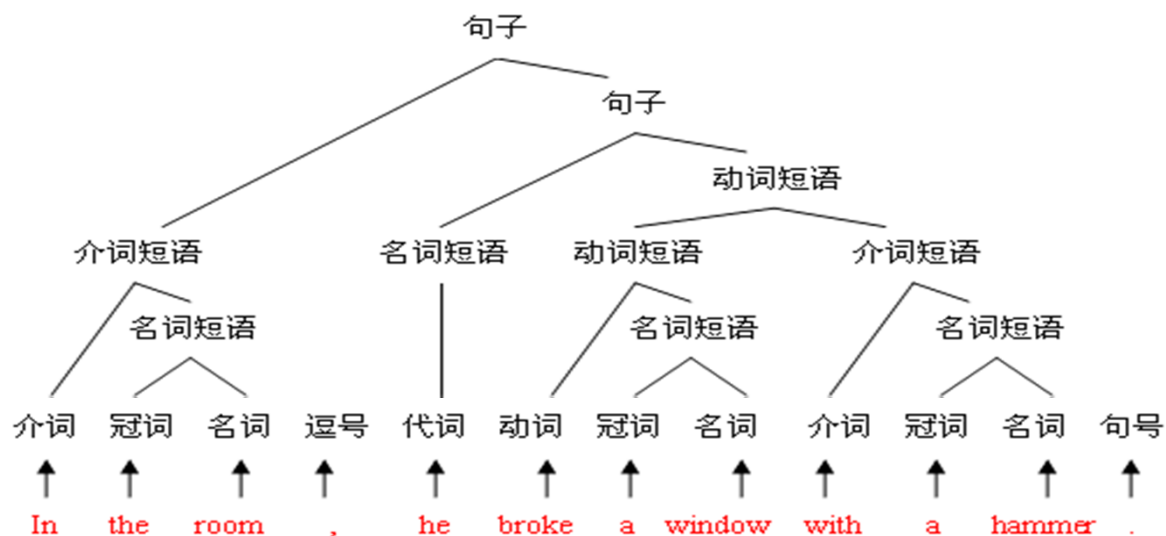 句子
句子
动词短语
介词短语 名词短语 动词短语 介词短语
名词短语 名词短语 名词短语
介词 冠词 名词 逗号 代词 动词 冠词 名词 介词 冠词 名词 句号
In the room , he broke a window with a hammer .